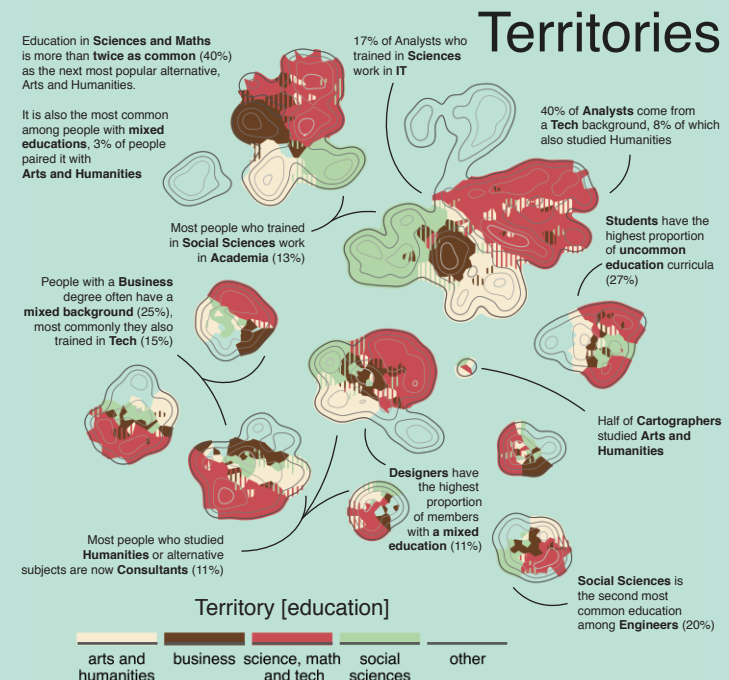 Territories
Education in Sciences and Maths
is more than twice as common (40%)
as the next most popular alternative,
Arts and Humanities.
It is also the most common
among people with mixed
educations, 3% of people
paired it with
Arts and Humanities
17% of Analysts who
trained in Sciences
work in IT
40% of Analysts come from
a Tech background, 8% of which
also studied Humanities
Most people who trained
in Social Sciences work
in Academia (13%)
Students have the
highest proportion
of uncommon
education curricula
(27%)
People with a Business
degree often have a
mixed background (25%),
most commonly they also
trained in Tech (15%)
Half of Cartographers
studied Arts and
Humanities
Designers have
the highest
proportion
of members
with a mixed
education (11%)
Most people who studied
Humanities or alternative
subjects are now Consultants (11%)
Social Sciences is
the second most
common education
among Engineers (20%)
Territory [education]
arts and
humanities
business
science, math
and tech
social
sciences
other